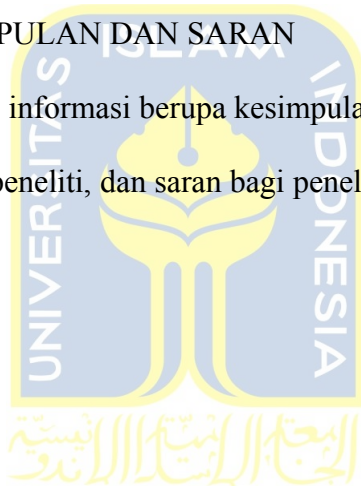 PULAN DAN SARAN
informasi berupa kesimpula
peneliti, dan saran bagi penel
UNIVERSITAS ISLAM INDONESIA